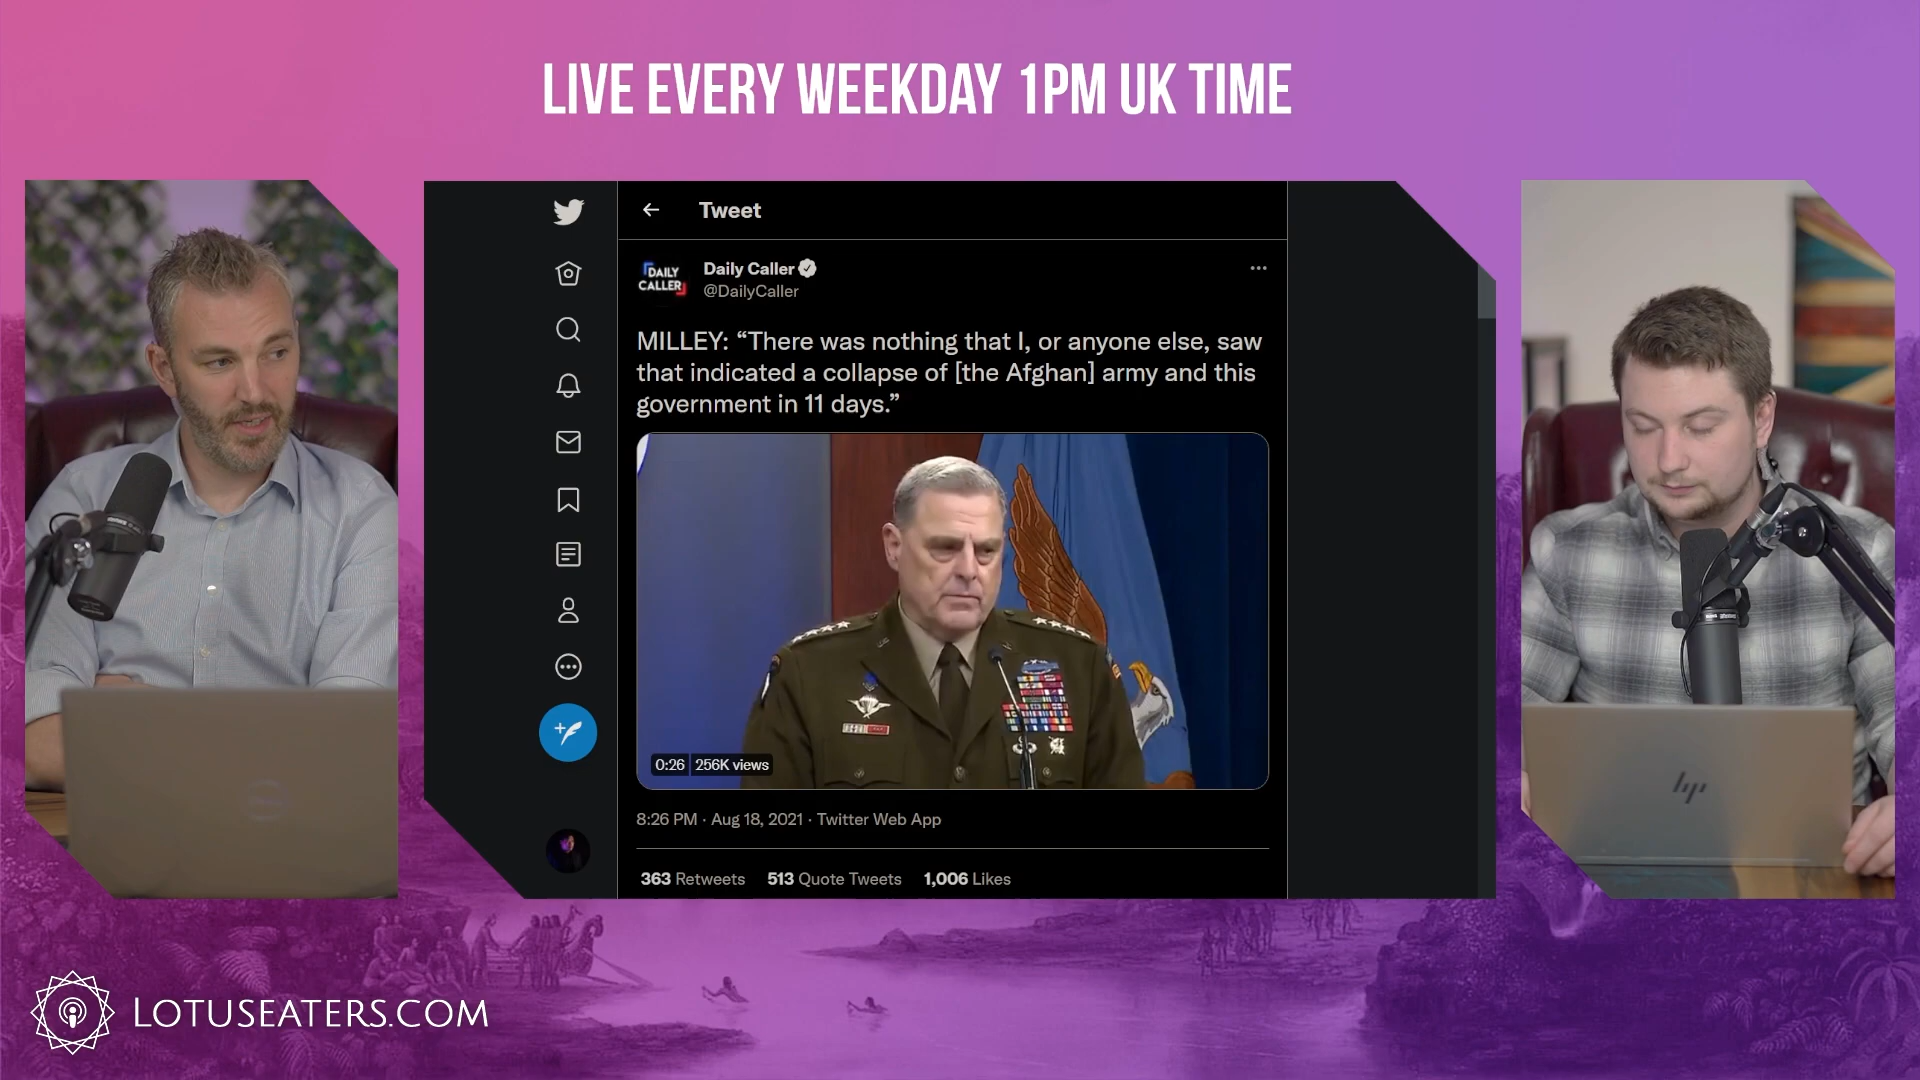 LIVE EVERY WEEKDAY 1PM UK TIME
Tweet
DAILY
CALLER
Daily Caller
@DailyCaller
MILLEY: “There was nothing that I, or anyone else, saw
that indicated a collapse of [the Afghan] army and this
government in 11 days.”
0:26 256K views
8:26 PM · Aug 18, 2021 · Twitter Web App
363 Retweets 513 Quote Tweets 1,006 Likes
hp
LOTUSEATERS.COM